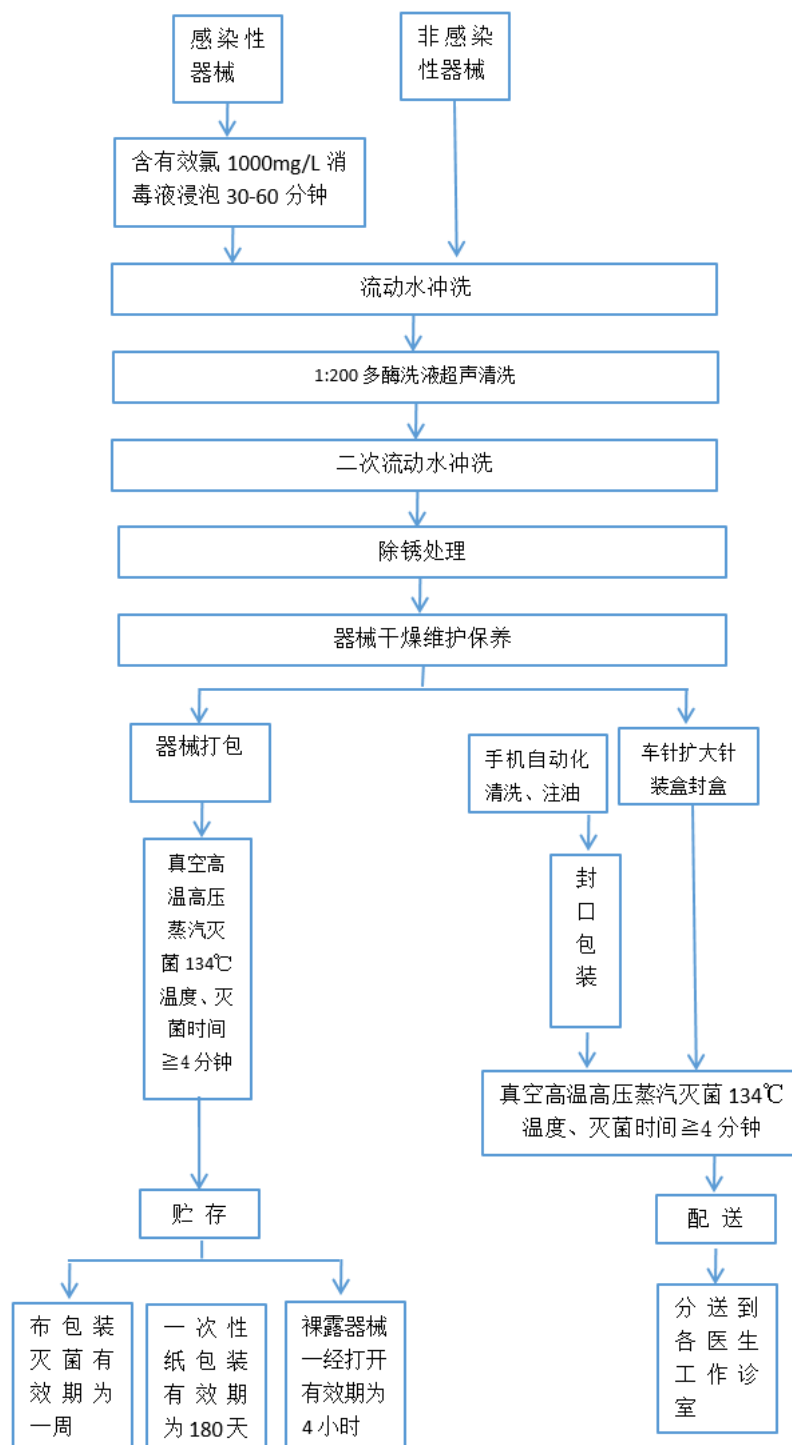 感染性
器械
非感染
性器械
含有效氯 1000mg/L 消
毒液浸泡 30-60 分钟
流动水冲洗
1:200 多酶洗液超声清洗
二次流动水冲洗
除锈处理
器械干燥维护保养
器械打包
手机自动化
清洗、注油
车针扩大针
装盒封盒
真空高
温高压
蒸汽灭
菌 134℃
温度、灭
菌时间
≧4 分钟
封
口
包
装
真空高温高压蒸汽灭菌 134℃
温度、灭菌时间≧4 分钟
贮 存
配 送
布包装
灭菌有
效期为
一周
一次性
纸包装
有效期
为 180 天
裸露器械
一经打开
有效期为
4 小时
分送到
各医生
工作诊
室